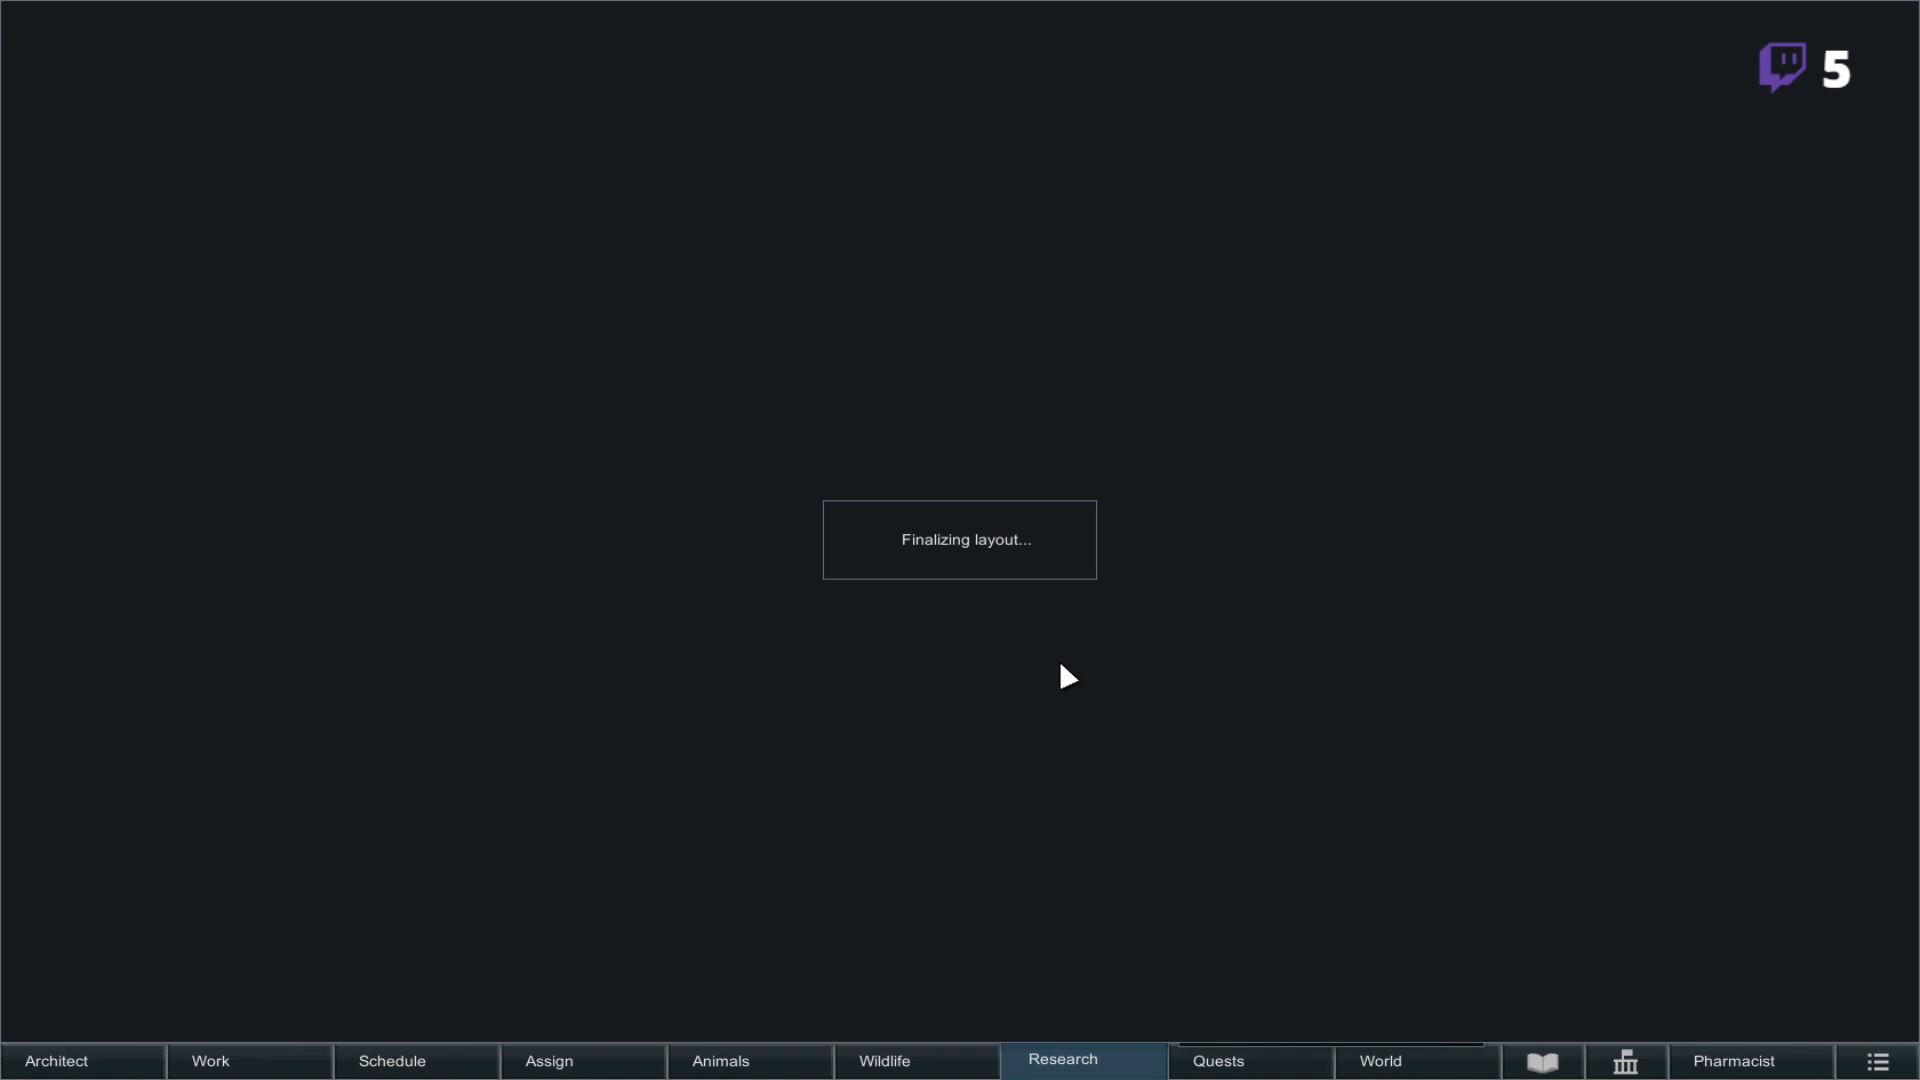 5
Finalizing layout...
Architect
Work
Schedule
Assign
Animals
Wildlife
Research
Quests
World
Pharmacist